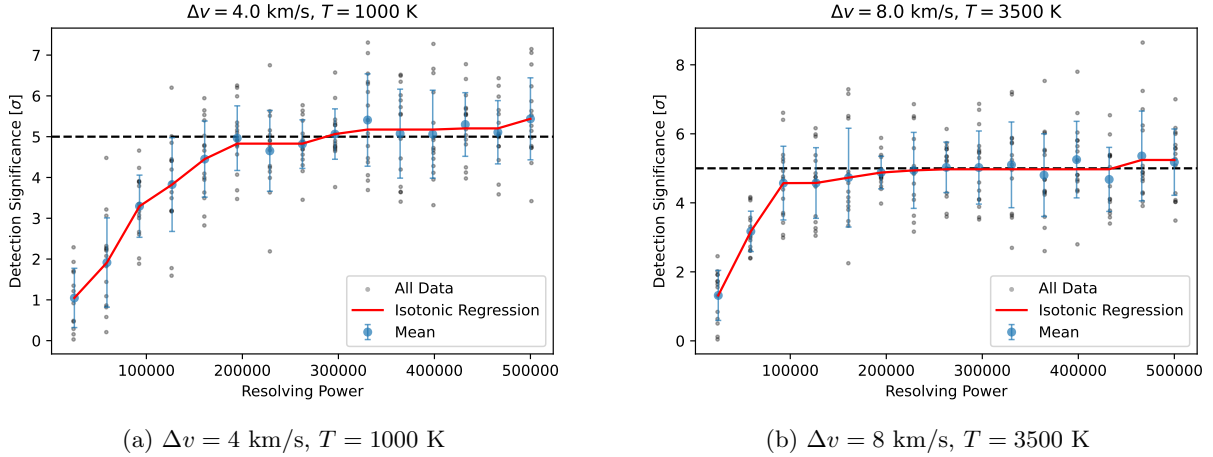 Δv = 4.0 km/s, T = 1000 K
Detection Significance [σ]
7
6
5
4
3
2
1
0
All Data
Isotonic Regression
Mean
100000 200000 300000 400000 500000
Resolving Power
(a) Δv = 4 km/s, T = 1000 K
Δv = 8.0 km/s, T = 3500 K
Detection Significance [σ]
8
6
4
2
0
All Data
Isotonic Regression
Mean
100000 200000 300000 400000 500000
Resolving Power
(b) Δv = 8 km/s, T = 3500 K